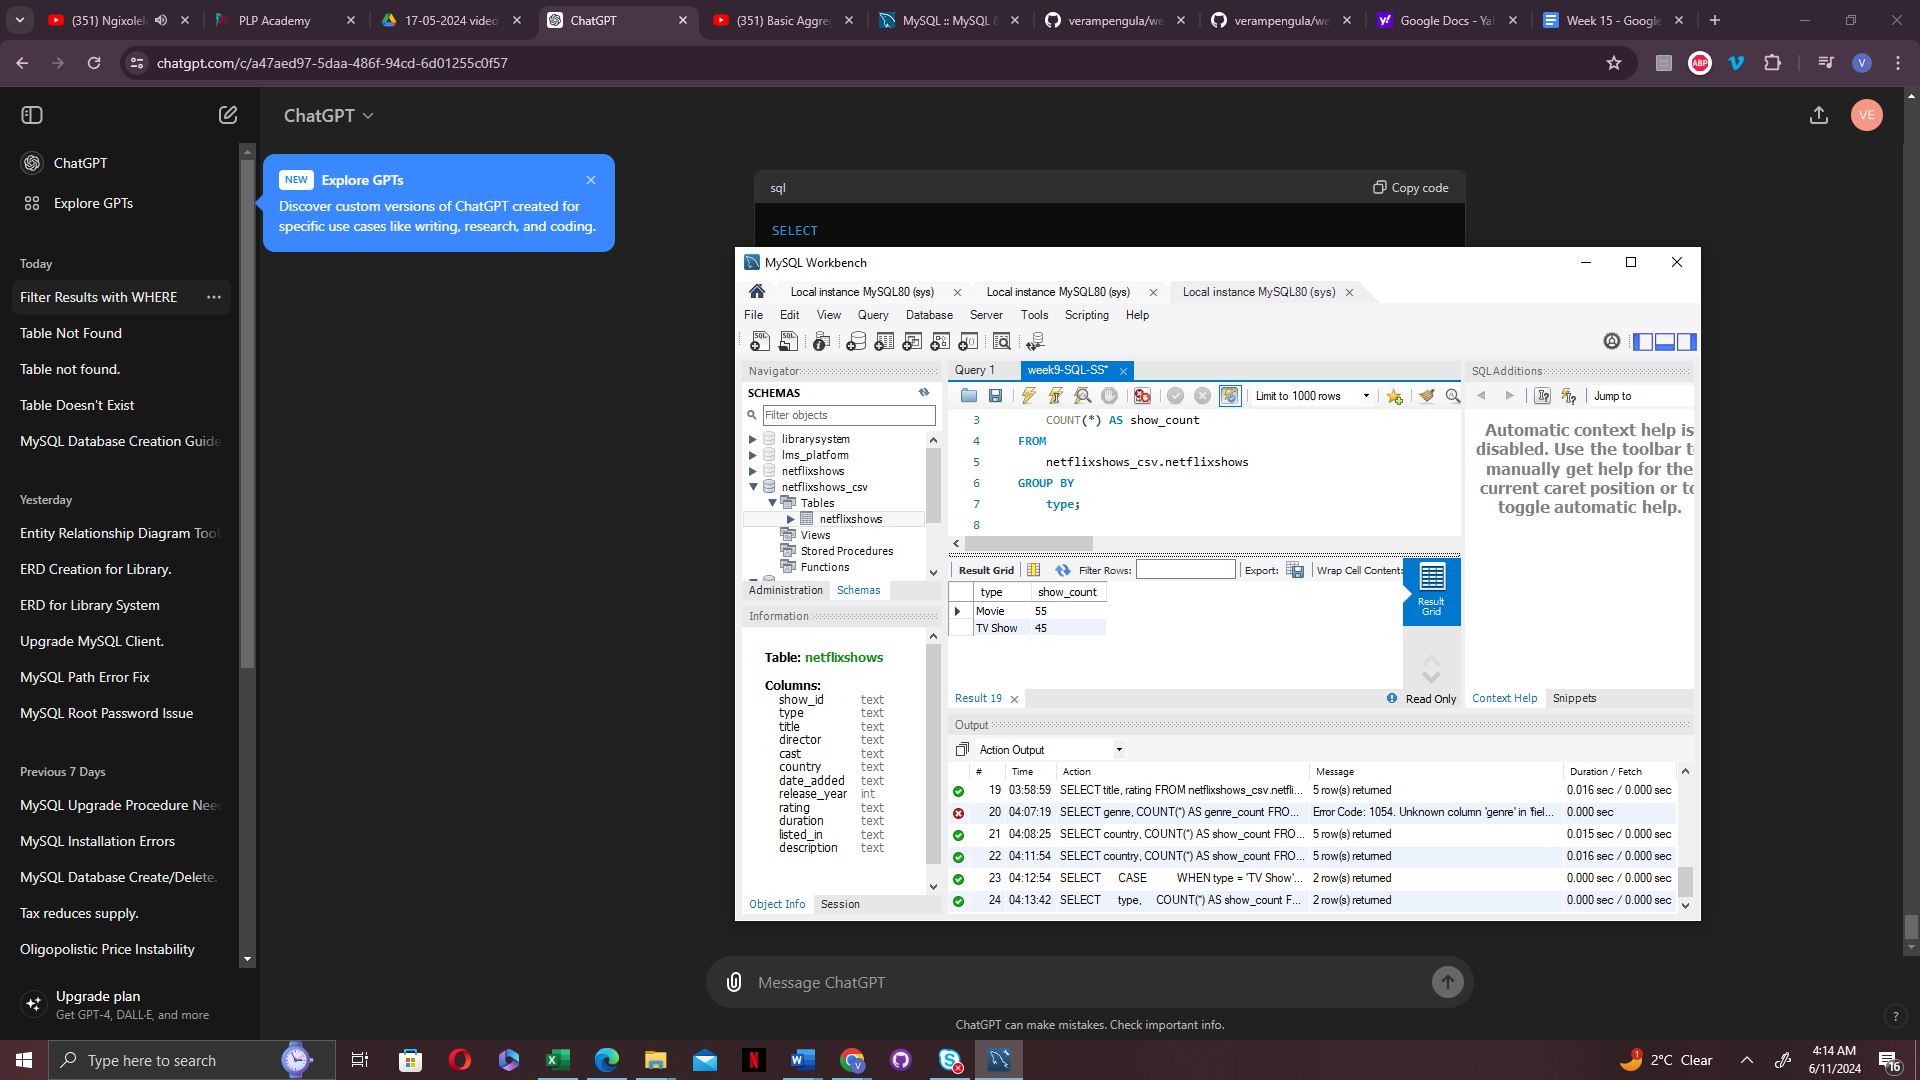 (351) Ngixolele
PLP Academy
17-05-2024 video
ChatGPT
(351) Basic Aggre
MySQL :: MySQL 8
verampengula/we
verampengula/we
Google Docs - Yah
Week 15 - Google
chatgpt.com/c/a47aed97-5daa-486f-94cd-6d01255c0f57
ABP
V
ChatGPT
VE
ChatGPT
Explore GPTs
NEW Explore GPTs
Discover custom versions of ChatGPT created for
specific use cases like writing, research, and coding.
Today
Filter Results with WHERE
Table Not Found
Table not found.
Table Doesn't Exist
MySQL Database Creation Guide
Yesterday
Entity Relationship Diagram Tool
ERD Creation for Library.
ERD for Library System
Upgrade MySQL Client.
MySQL Path Error Fix
MySQL Root Password Issue
Previous 7 Days
MySQL Upgrade Procedure Nee
MySQL Installation Errors
MySQL Database Create/Delete.
Tax reduces supply.
Oligopolistic Price Instability
Upgrade plan
Get GPT-4, DALL·E, and more
sql
Copy code
SELECT
MySQL Workbench
Local instance MySQL80 (sys)
Local instance MySQL80 (sys)
Local instance MySQL80 (sys)
File Edit View Query Database Server Tools Scripting Help
Navigator
SCHEMAS
Filter objects
librarysystem
lms_platform
netflixshows
netflixshows_csv
Tables
netflixshows
Views
Stored Procedures
Functions
Administration Schemas
Information
Table: netflixshows
Columns:
show_id text
type text
title text
director text
cast text
country text
date_added text
release_year int
rating text
duration text
listed_in text
description text
Object Info Session
Query 1
week9-SQL-SS*
Limit to 1000 rows
3 COUNT(*) AS show_count
4 FROM
5 netflixshows_csv.netflixshows
6 GROUP BY
7 type;
8
Result Grid
Filter Rows:
Export:
Wrap Cell Content:
type show_count
Movie 55
TV Show 45
Result
Grid
Result 19
Read Only
SQLAdditions
Jump to
Automatic context help is
disabled. Use the toolbar t
manually get help for the
current caret position or to
toggle automatic help.
Context Help Snippets
Output
Action Output
# Time Action Message Duration / Fetch
19 03:58:59 SELECT title, rating FROM netflixshows_csv.netfli... 5 row(s) returned 0.016 sec / 0.000 sec
20 04:07:19 SELECT genre, COUNT(*) AS genre_count FRO... Error Code: 1054. Unknown column 'genre' in 'fiel... 0.000 sec
21 04:08:25 SELECT country, COUNT(*) AS show_count FRO... 5 row(s) returned 0.015 sec / 0.000 sec
22 04:11:54 SELECT country, COUNT(*) AS show_count FRO... 5 row(s) returned 0.016 sec / 0.000 sec
23 04:12:54 SELECT CASE WHEN type = 'TV Show'... 2 row(s) returned 0.000 sec / 0.000 sec
24 04:13:42 SELECT type, COUNT(*) AS show_count F... 2 row(s) returned 0.000 sec / 0.000 sec
Message ChatGPT
ChatGPT can make mistakes. Check important info.
?
Type here to search
2°C Clear
4:14 AM
6/11/2024
16